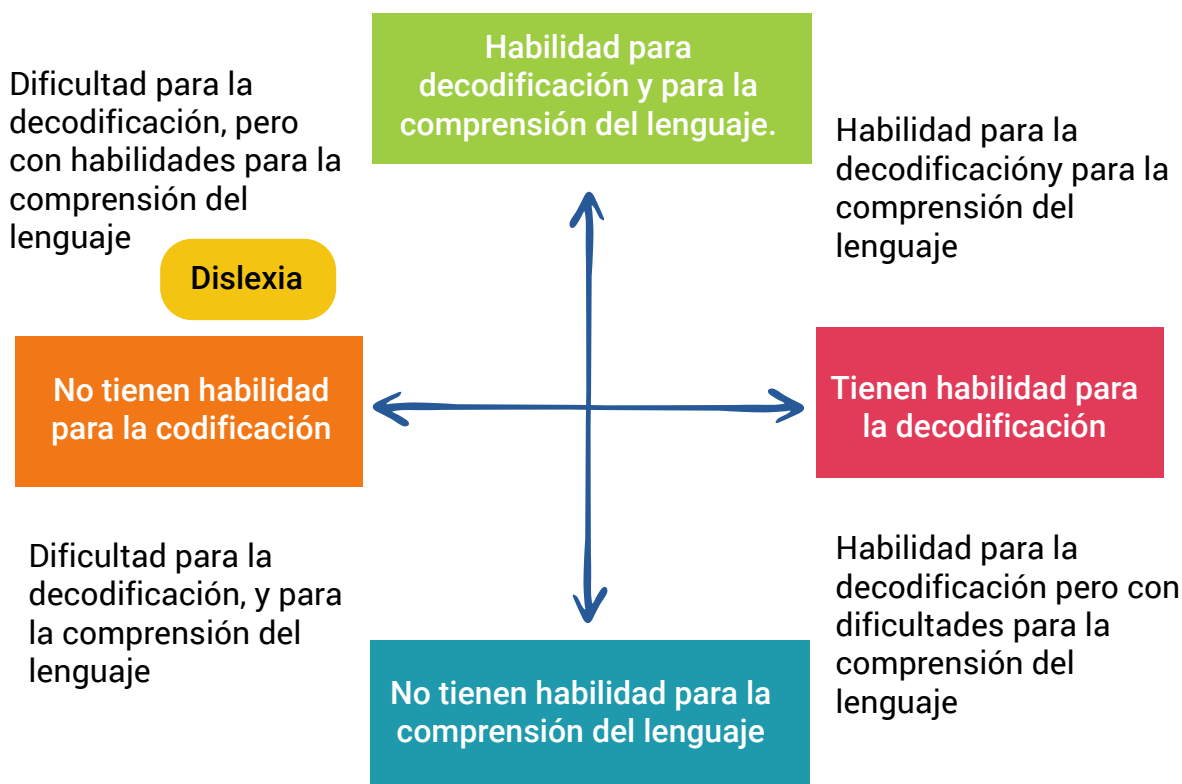 Habilidad para
decodificación y para la
comprensión del lenguaje.
Dificultad para la
decodificación, pero
con habilidades para la
comprensión del
lenguaje
Dislexia
Habilidad para la
decodificacióny para la
comprensión del
lenguaje
No tienen habilidad
para la codificación
Tienen habilidad para
la decodificación
Dificultad para la
decodificación, y para
la comprensión del
lenguaje
Habilidad para la
decodificación pero con
dificultades para la
comprensión del
lenguaje
No tienen habilidad para la
comprensión del lenguaje